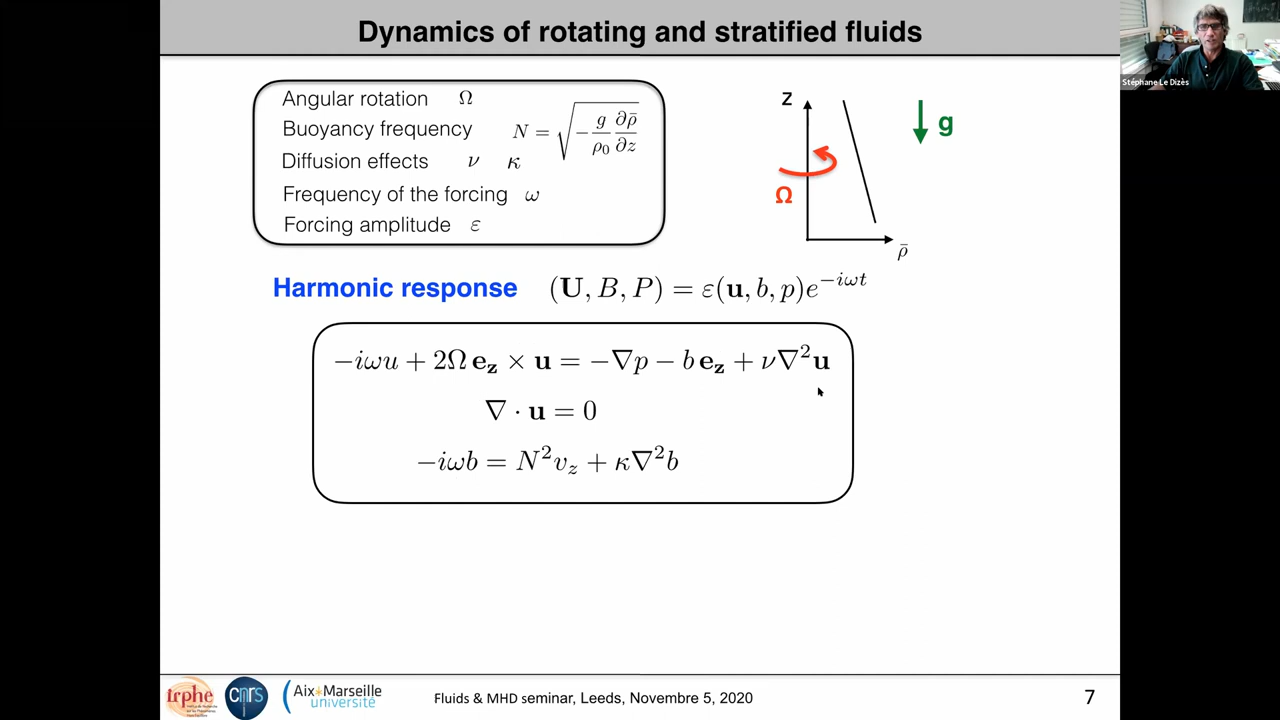 Dynamics of rotating and stratified fluids
Stéphane Le Dizès
Angular rotation Ω
Buoyancy frequency N = √(−(g/ρ₀)(∂ρ̄/∂z))
Diffusion effects ν κ
Frequency of the forcing ω
Forcing amplitude ε
z
g
Ω
ρ̄
Harmonic response (U, B, P) = ε(u, b, p)e^{−iωt}
−iωu + 2Ω e_z × u = −∇p − b e_z + ν∇²u
∇ · u = 0
−iωb = N²v_z + κ∇²b
irphe
cnrs
Aix*Marseille
université
Fluids & MHD seminar, Leeds, Novembre 5, 2020
7